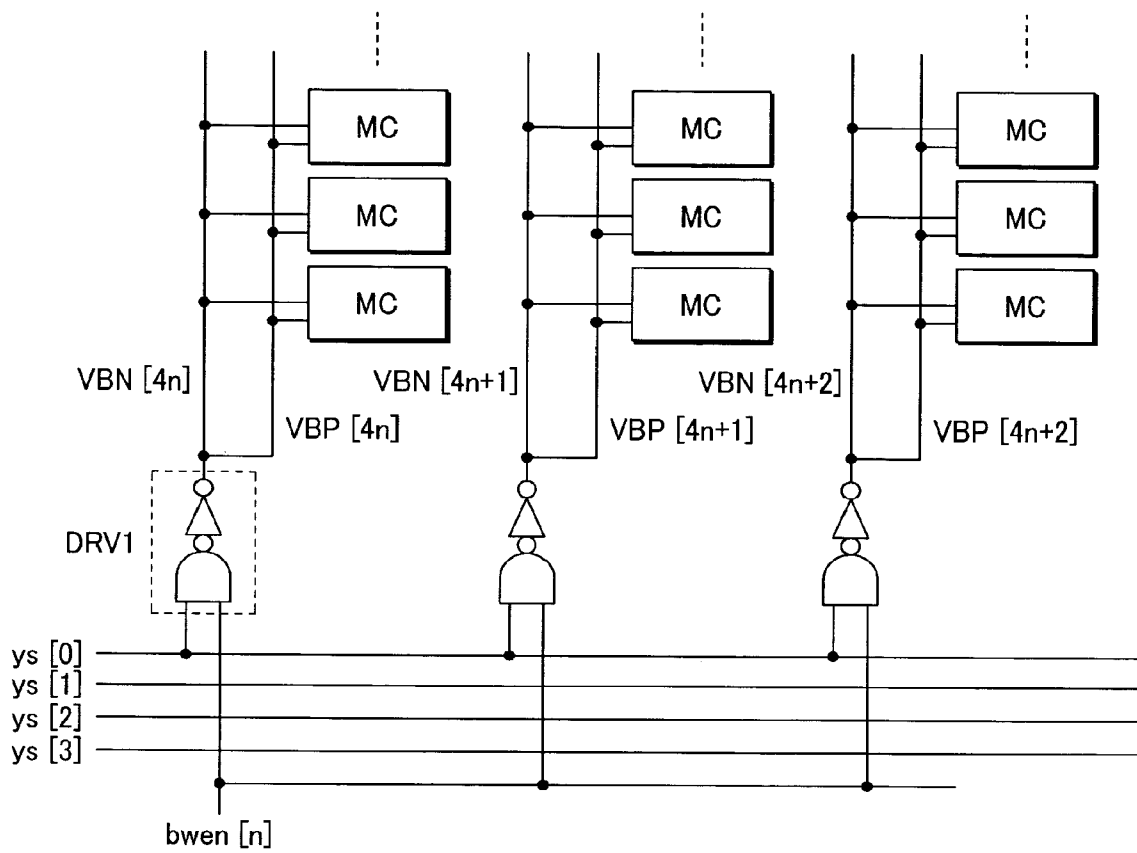 MC MC MC
MC MC MC
MC MC MC
VBN [4n] VBN [4n+1] VBN [4n+2]
VBP [4n] VBP [4n+1] VBP [4n+2]
DRV1
ys [0]
ys [1]
ys [2]
ys [3]
bwen [n]